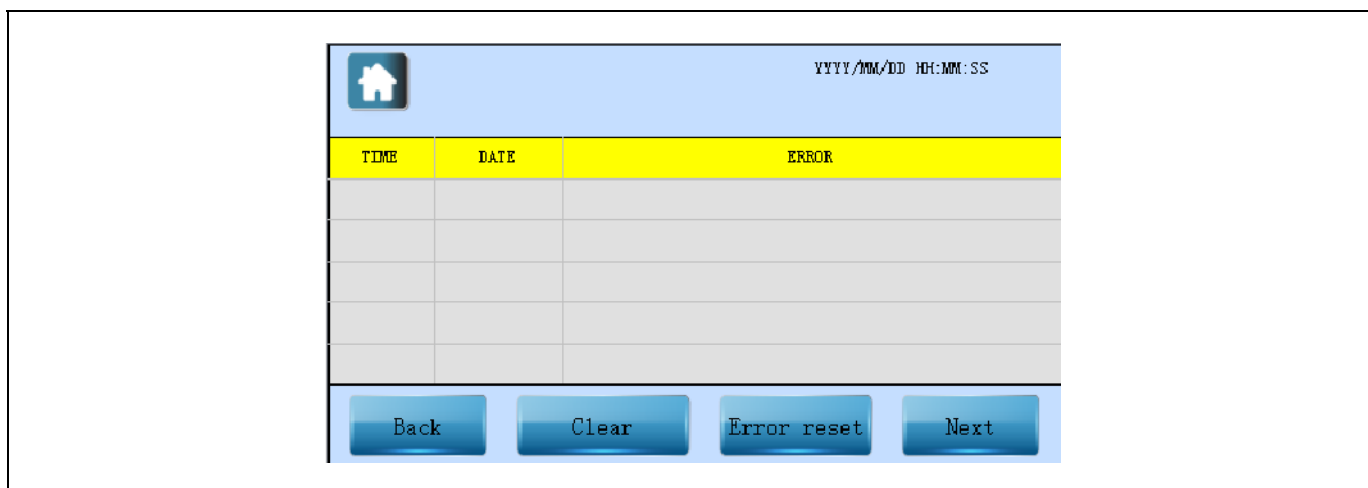 YYYY/MM/DD HH:MM:SS
TIME DATE ERROR
Back Clear Error reset Next